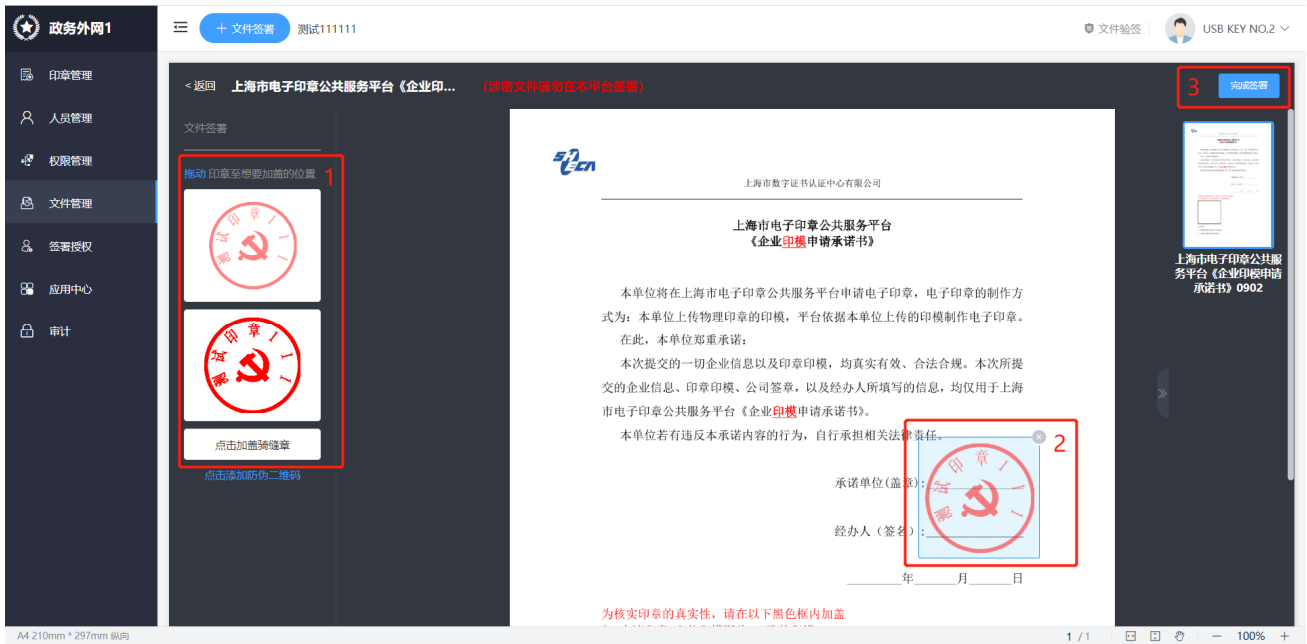 政务外网1
+ 文件签署
测试111111
文件验签
USB KEY NO.2
印章管理
人员管理
权限管理
文件管理
签署授权
应用中心
审计
<返回
上海市电子印章公共服务平台《企业印...
(涉密文件请勿在本平台签署)
3
完成签署
文件签署
拖动 印章至想要加盖的位置
1
测试印章111
测试印章111
点击加盖骑缝章
点击添加防伪二维码
上海市数字证书认证中心有限公司
上海市电子印章公共服务平台
《企业印模申请承诺书》
本单位将在上海市电子印章公共服务平台申请电子印章，电子印章的制作方
式为：本单位上传物理印章的印模，平台依据本单位上传的印模制作电子印章。
在此，本单位郑重承诺：
本次提交的一切企业信息以及印章印模，均真实有效、合法合规。本次所提
交的企业信息、印章印模、公司签章，以及经办人所填写的信息，均仅用于上海
市电子印章公共服务平台《企业印模申请承诺书》。
本单位若有违反本承诺内容的行为，自行承担相关法律责任。
2
承诺单位(盖章):
测试印章111
经办人（签名）:
年 月 日
为核实印章的真实性，请在以下黑色框内加盖
上海市电子印章公共服
务平台《企业印模申请
承诺书》0902
A4 210mm * 297mm 纵向
1 / 1
100%